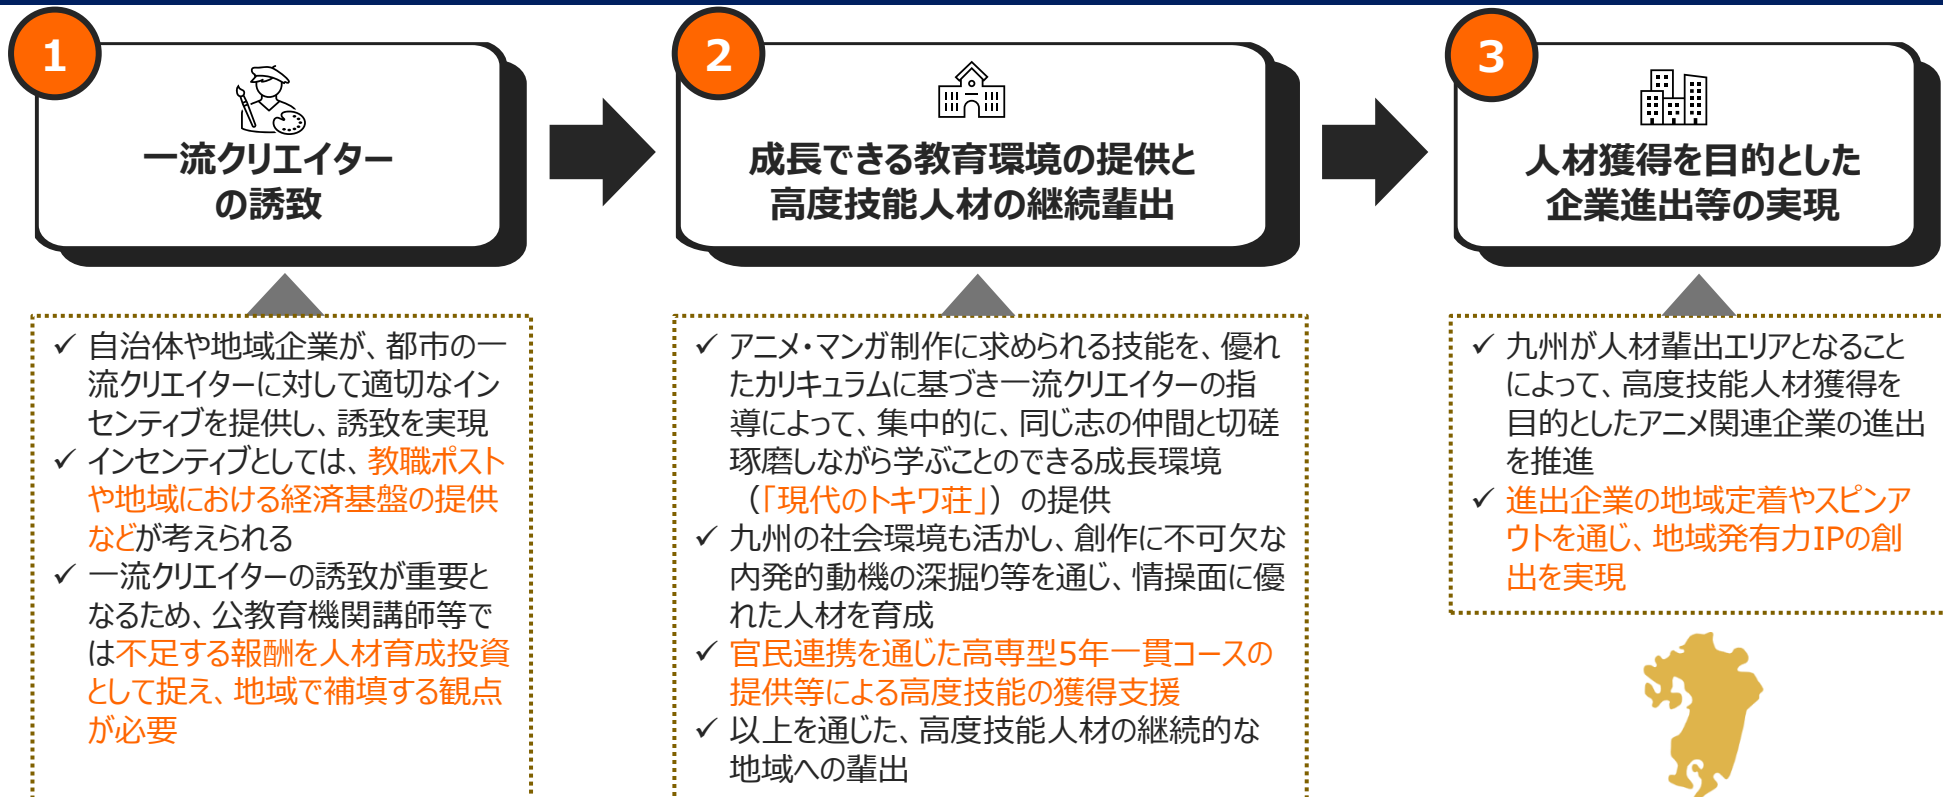 1
一流クリエイター
の誘致
✓ 自治体や地域企業が、都市の一
流クリエイターに対して適切なイン
センティブを提供し、誘致を実現
✓ インセンティブとしては、教職ポスト
や地域における経済基盤の提供
などが考えられる
✓ 一流クリエイターの誘致が重要と
なるため、公教育機関講師等で
は不足する報酬を人材育成投資
として捉え、地域で補填する観点
が必要
2
成長できる教育環境の提供と
高度技能人材の継続輩出
✓ アニメ・マンガ制作に求められる技能を、優れ
たカリキュラムに基づき一流クリエイターの指
導によって、集中的に、同じ志の仲間と切磋
琢磨しながら学ぶことのできる成長環境
（「現代のトキワ荘」）の提供
✓ 九州の社会環境も活かし、創作に不可欠な
内発的動機の深掘り等を通じ、情操面に優
れた人材を育成
✓ 官民連携を通じた高専型5年一貫コースの
提供等による高度技能の獲得支援
✓ 以上を通じた、高度技能人材の継続的な
地域への輩出
3
人材獲得を目的とした
企業進出等の実現
✓ 九州が人材輩出エリアとなること
によって、高度技能人材獲得を
目的としたアニメ関連企業の進出
を推進
✓ 進出企業の地域定着やスピンア
ウトを通じ、地域発有力IPの創
出を実現